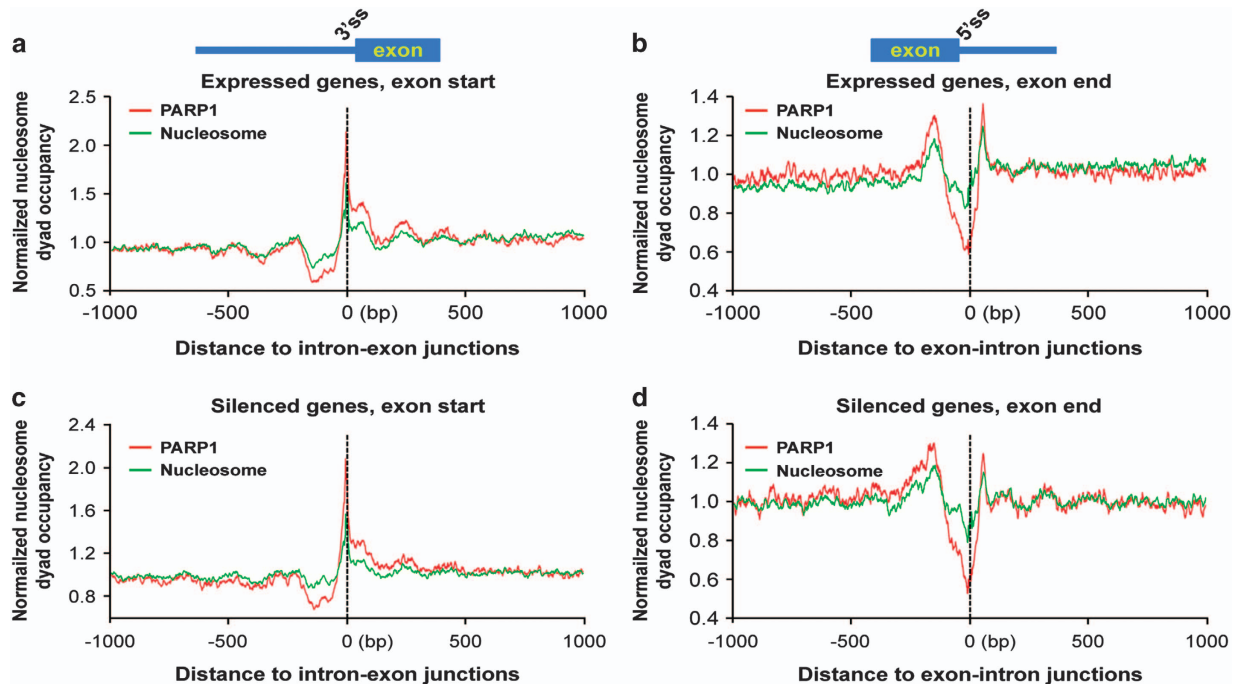 a
3'ss
exon
Expressed genes, exon start
Normalized nucleosome
dyad occupancy
2.5
2.0
1.5
1.0
0.5
PARP1
Nucleosome
-1000
-500
0 (bp)
500
1000
Distance to intron-exon junctions
b
5'ss
exon
Expressed genes, exon end
Normailzed nucleosome
dyad occupancy
1.4
1.2
1.0
0.8
0.6
0.4
PARP1
Nucleosome
-1000
-500
0 (bp)
500
1000
Distance to exon-intron junctions
c
Silenced genes, exon start
Normailzed nucleosome
dyad occupancy
2.4
2.0
1.6
1.2
0.8
PARP1
Nucleosome
-1000
-500
0 (bp)
500
1000
Distance to intron-exon junctions
d
Silenced genes, exon end
Normailzed nucleosome
dyad occupancy
1.4
1.2
1.0
0.8
0.6
0.4
PARP1
Nucleosome
-1000
-500
0 (bp)
500
1000
Distance to exon-intron junctions